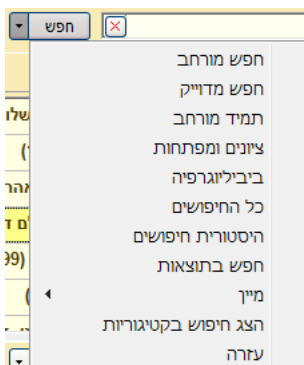 חפש
חפש מורחב
חפש מדוייק
תמיד מורחב
ציונים ומפתחות
ביביליוגרפיה
כל החיפושים
היסטורית חיפושים
חפש בתוצאות
מיין
הצג חיפוש בקטיגוריות
עזרה